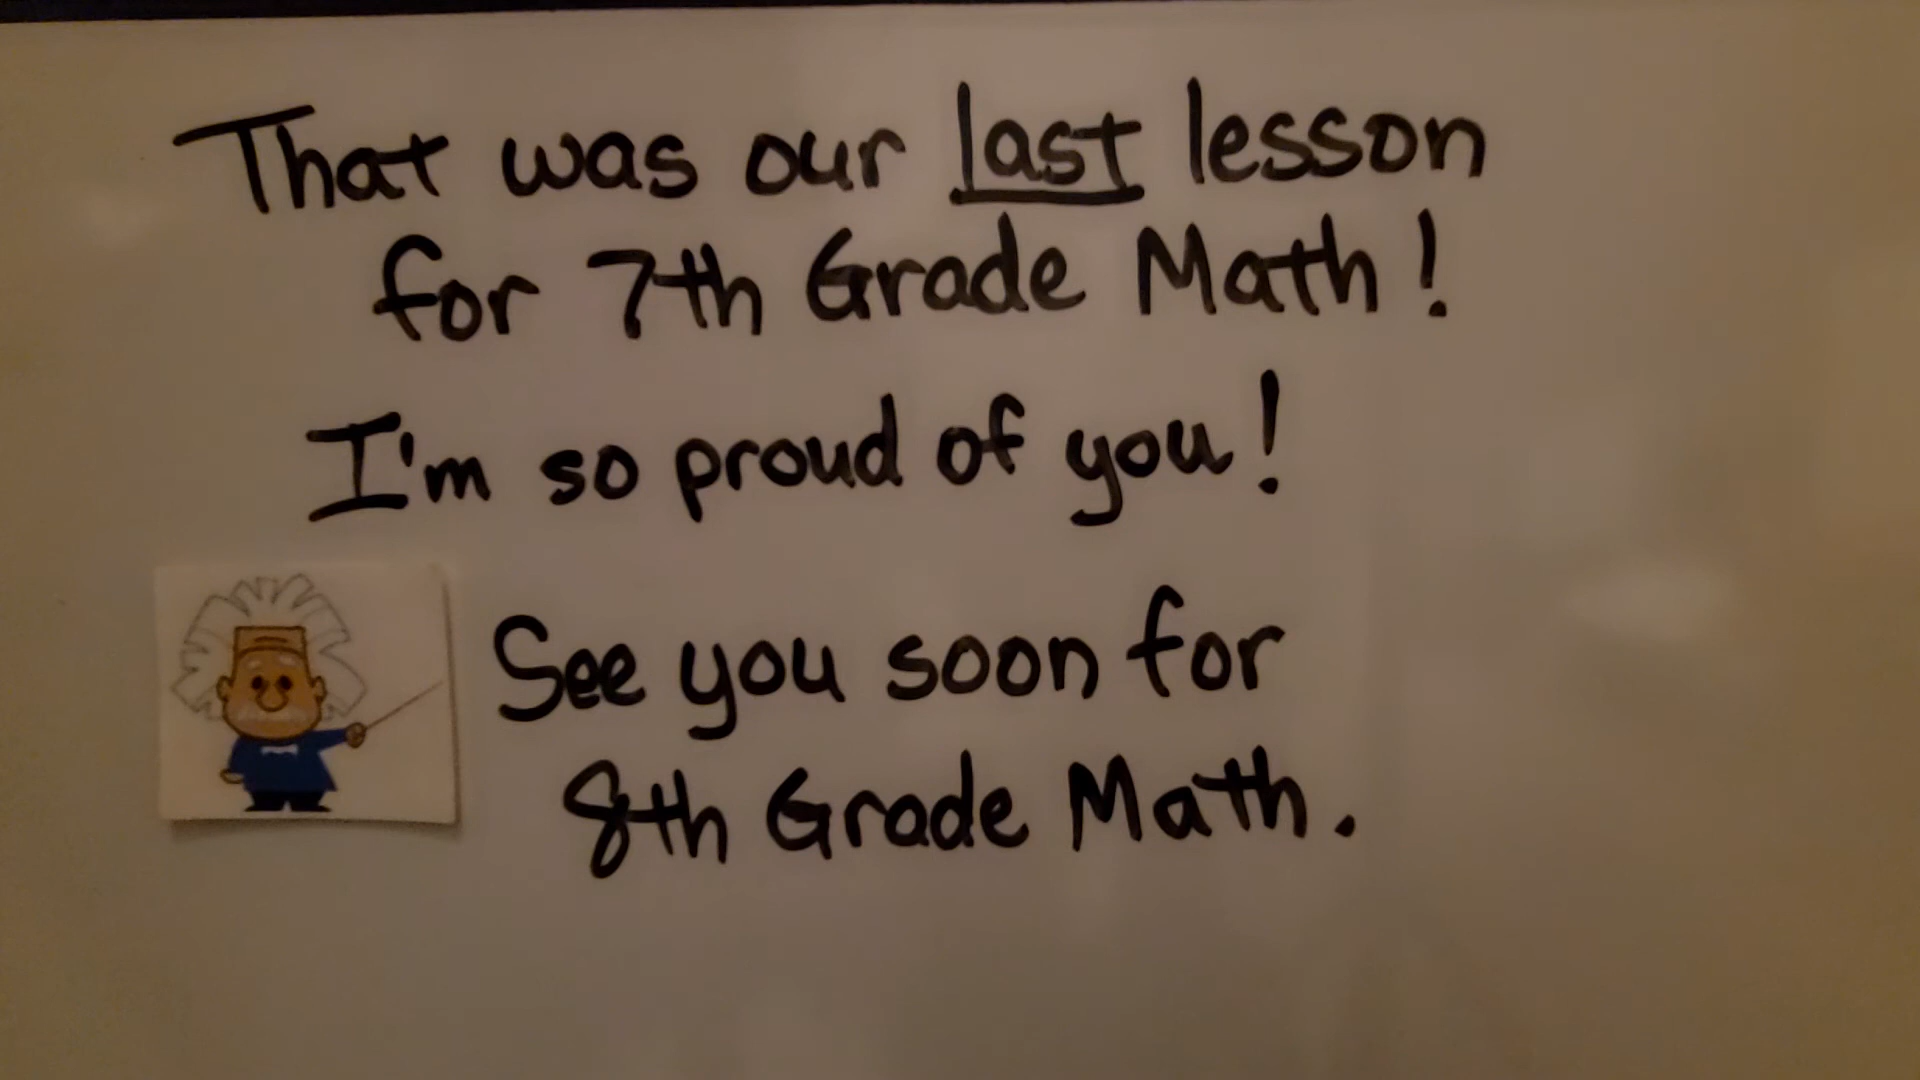 That was our last lesson
for 7th Grade Math!
I'm so proud of you!
See you soon for
8th Grade Math.